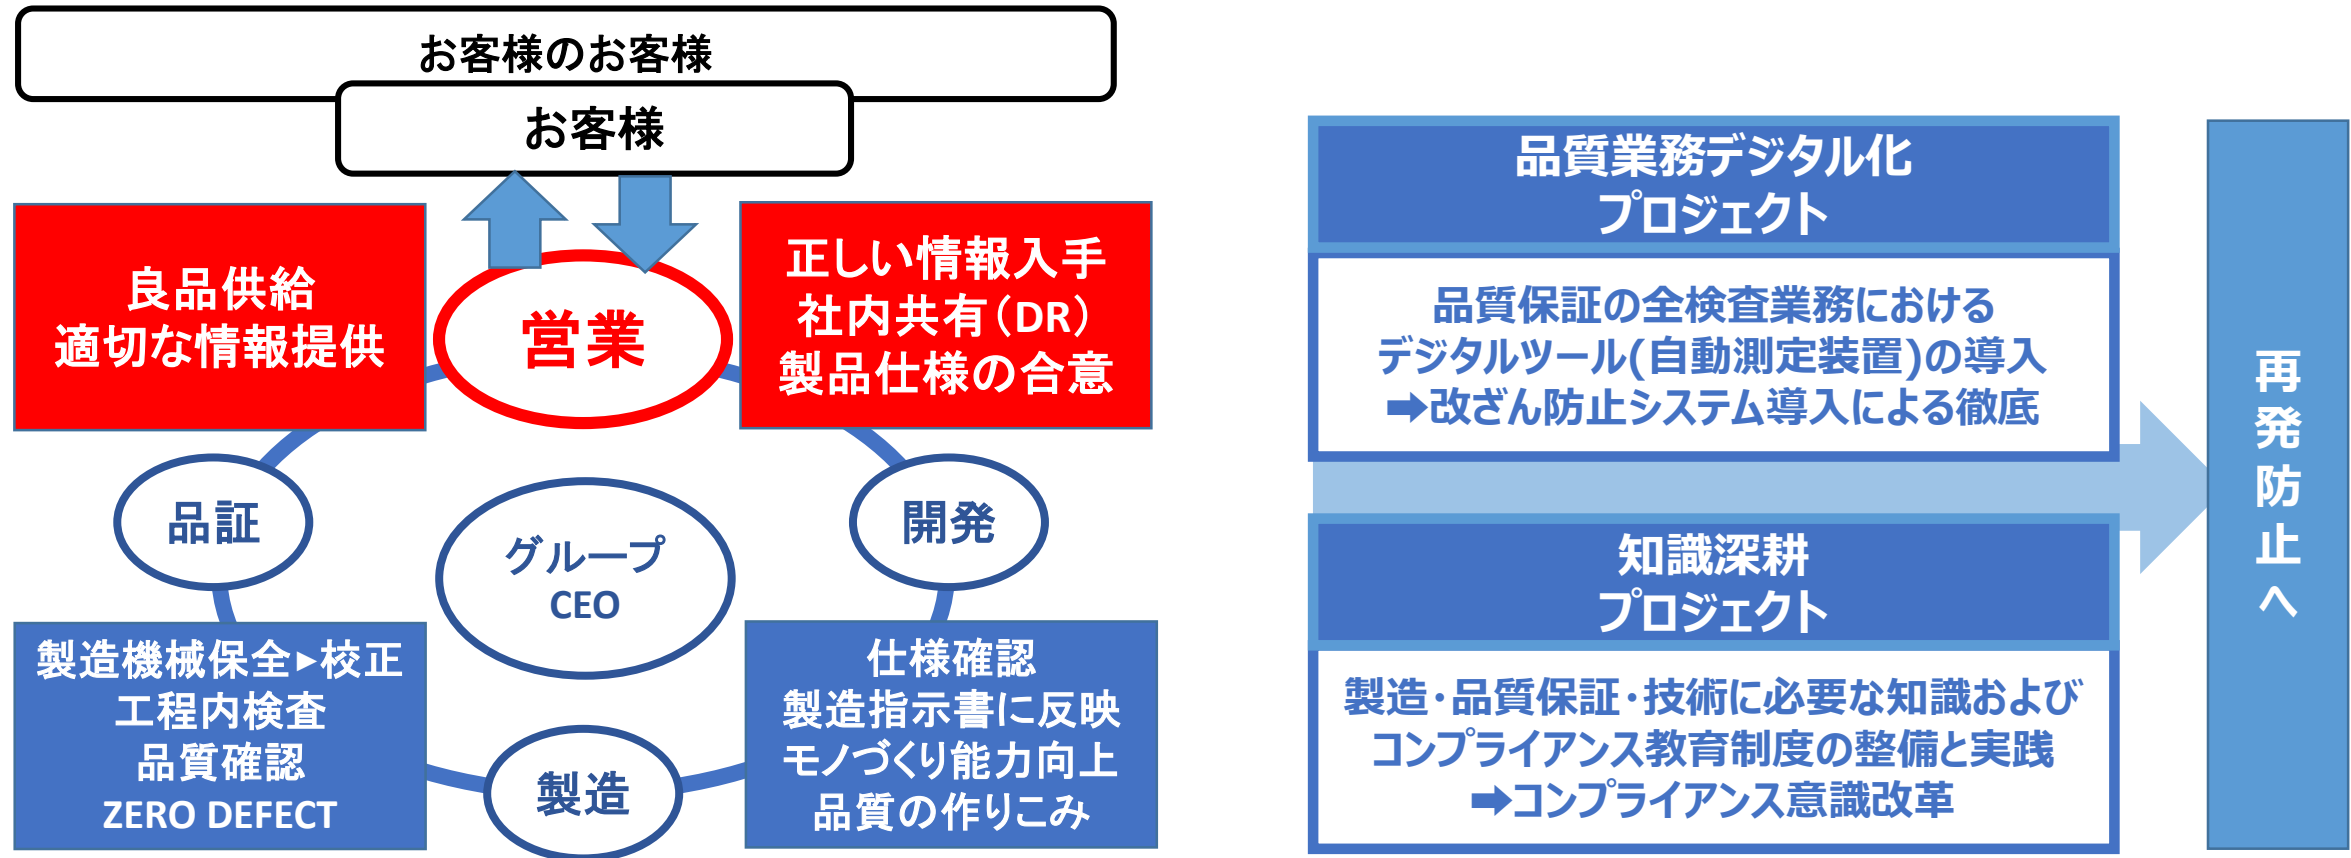 お客様のお客様
お客様
良品供給
適切な情報提供
営業
正しい情報入手
社内共有（DR）
製品仕様の合意
品証
開発
グループ
CEO
製造機械保全▶校正
工程内検査
品質確認
ZERO DEFECT
製造
仕様確認
製造指示書に反映
モノづくり能力向上
品質の作りこみ
品質業務デジタル化
プロジェクト
品質保証の全検査業務における
デジタルツール(自動測定装置)の導入
➡改ざん防止システム導入による徹底
知識深耕
プロジェクト
製造・品質保証・技術に必要な知識および
コンプライアンス教育制度の整備と実践
➡コンプライアンス意識改革
再発防止へ